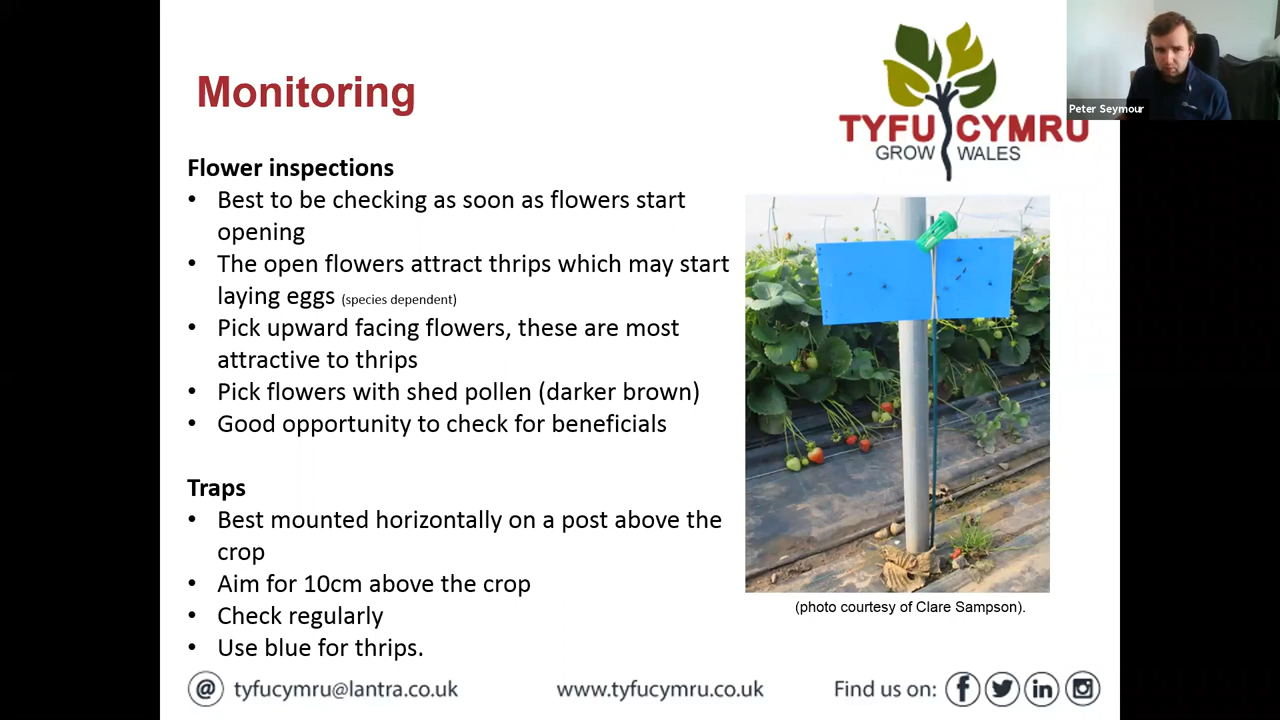 Monitoring
TYFU CYMRU
GROW WALES
Peter Seymour
Flower inspections
• Best to be checking as soon as flowers start
opening
• The open flowers attract thrips which may start
laying eggs (species dependent)
• Pick upward facing flowers, these are most
attractive to thrips
• Pick flowers with shed pollen (darker brown)
• Good opportunity to check for beneficials
Traps
• Best mounted horizontally on a post above the
crop
• Aim for 10cm above the crop
• Check regularly
• Use blue for thrips.
(photo courtesy of Clare Sampson).
@ tyfucymru@lantra.co.uk
www.tyfucymru.co.uk
Find us on: